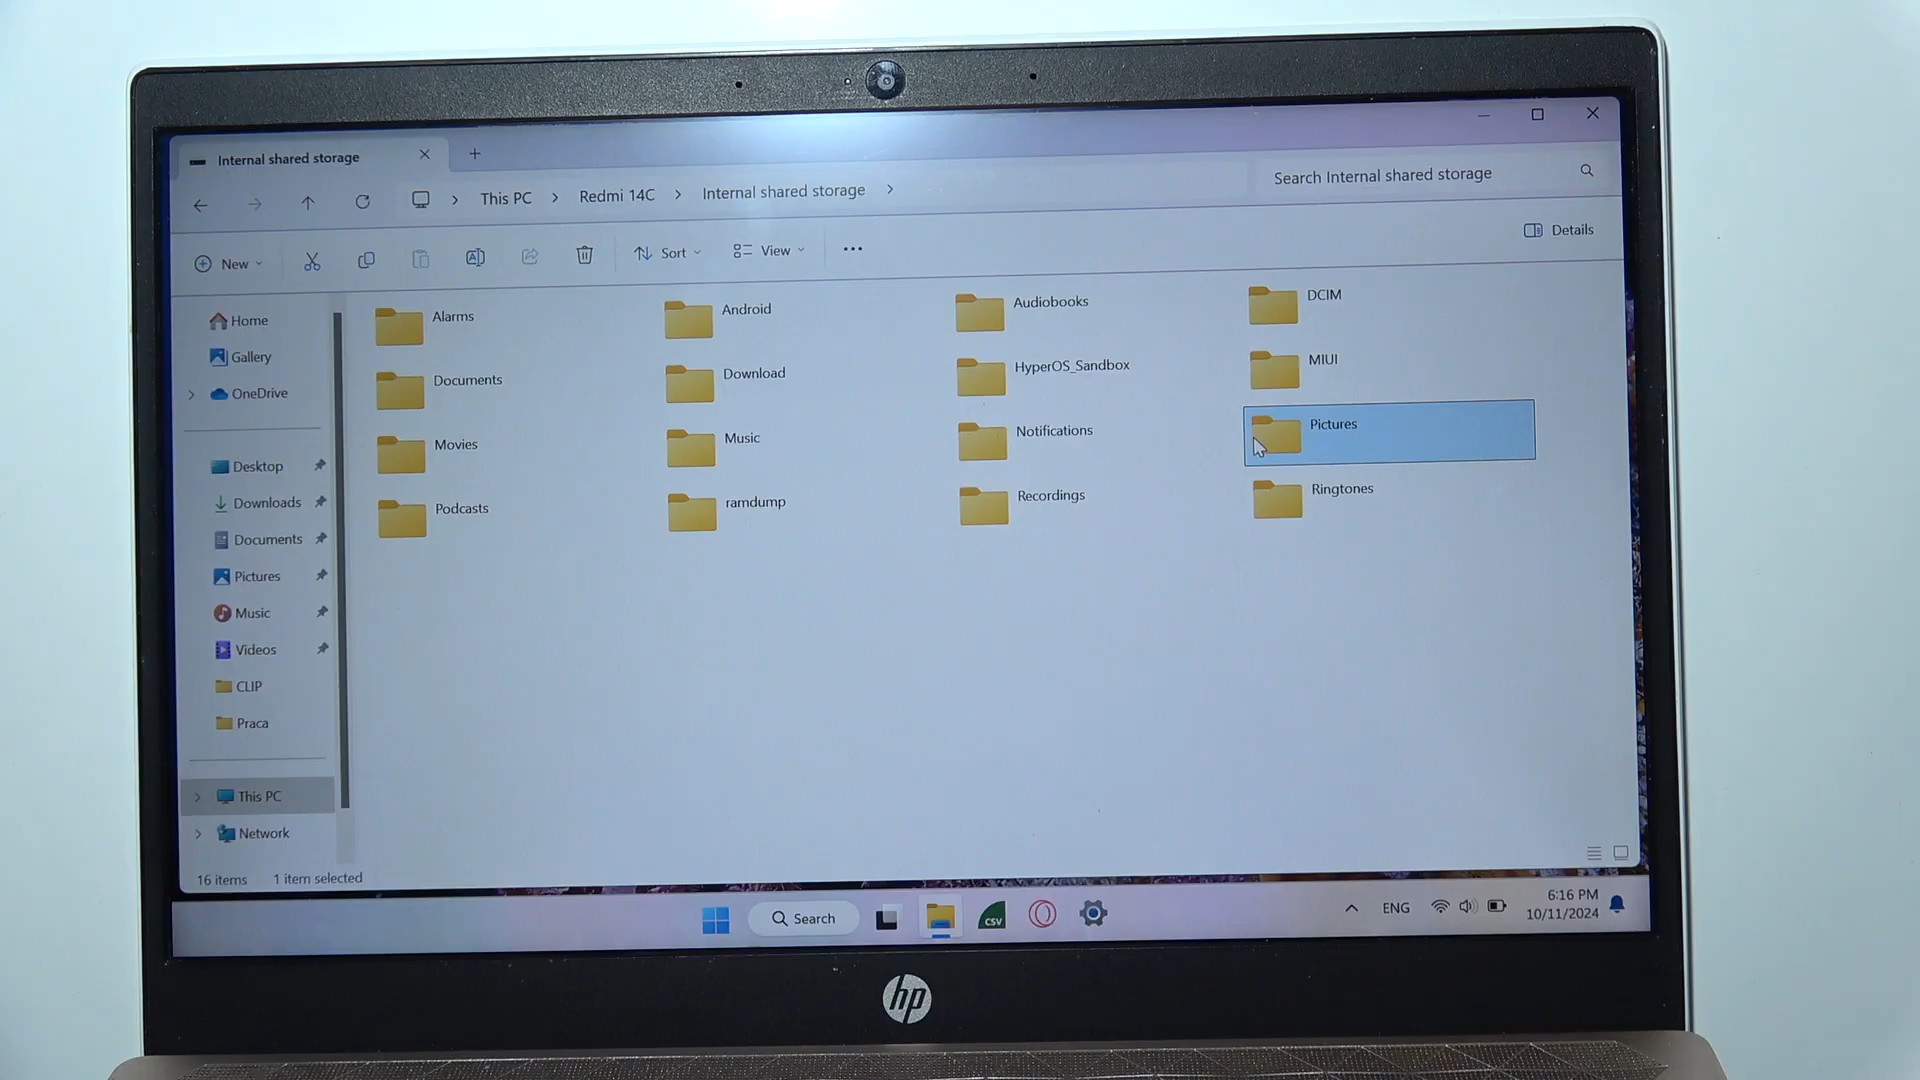 Internal shared storage
This PC > Redmi 14C > Internal shared storage >
Search Internal shared storage
New
Sort
View
Details
Home
Gallery
OneDrive
Desktop
Downloads
Documents
Pictures
Music
Videos
CLIP
Praca
This PC
Network
Alarms
Android
Audiobooks
DCIM
Documents
Download
HyperOS_Sandbox
MIUI
Movies
Music
Notifications
Pictures
Podcasts
ramdump
Recordings
Ringtones
16 items 1 item selected
Search
CSV
ENG
6:16 PM
10/11/2024
hp